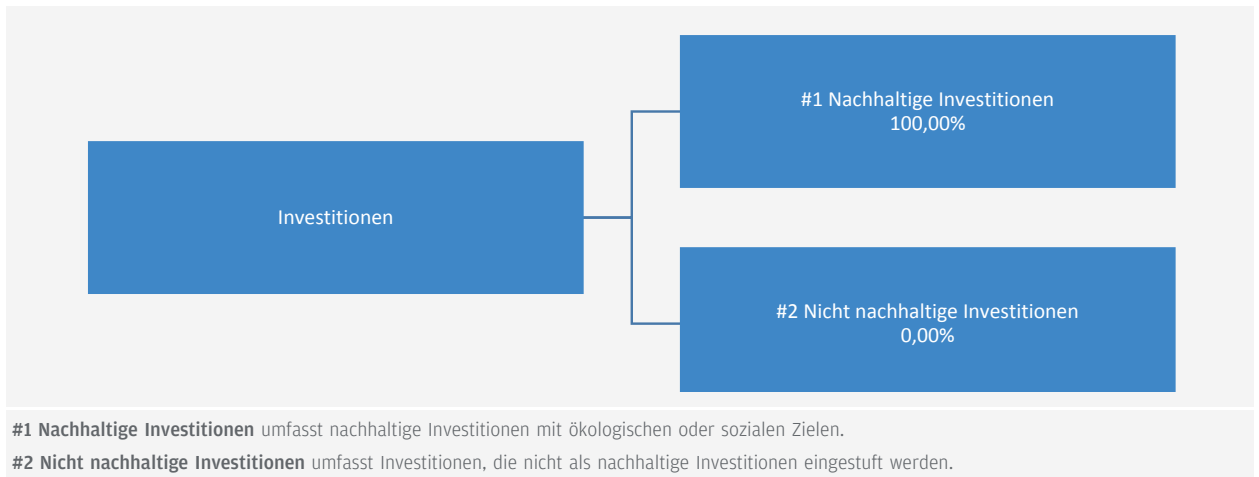 #1 Nachhaltige Investitionen
100,00%
Investitionen
#2 Nicht nachhaltige Investitionen
0,00%
#1 Nachhaltige Investitionen umfasst nachhaltige Investitionen mit ökologischen oder sozialen Zielen.
#2 Nicht nachhaltige Investitionen umfasst Investitionen, die nicht als nachhaltige Investitionen eingestuft werden.